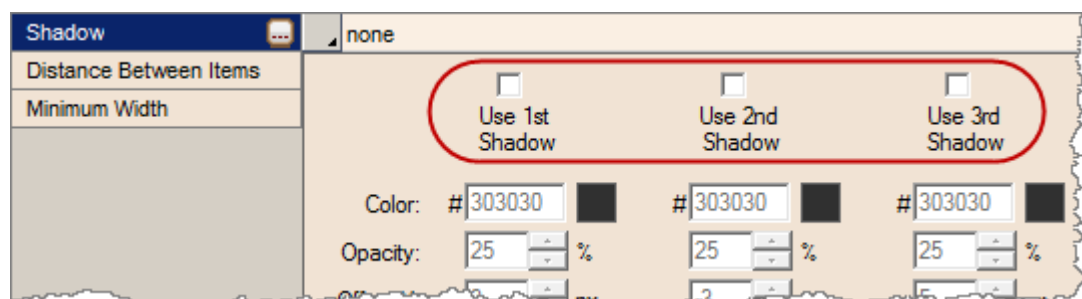 Shadow ... none
Distance Between Items
Minimum Width
Use 1st Shadow
Use 2nd Shadow
Use 3rd Shadow
Color: #303030 #303030 #303030
Opacity: 25 % 25 % 25 %